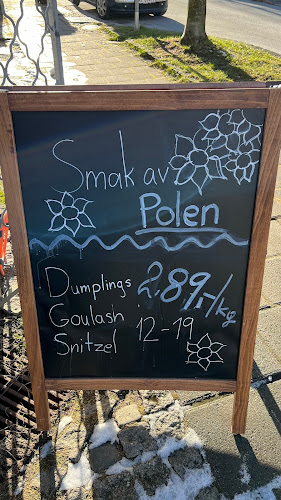 Smak av
Polen
Dumplings 289,-/kg
Goulash 12-19
Snitzel